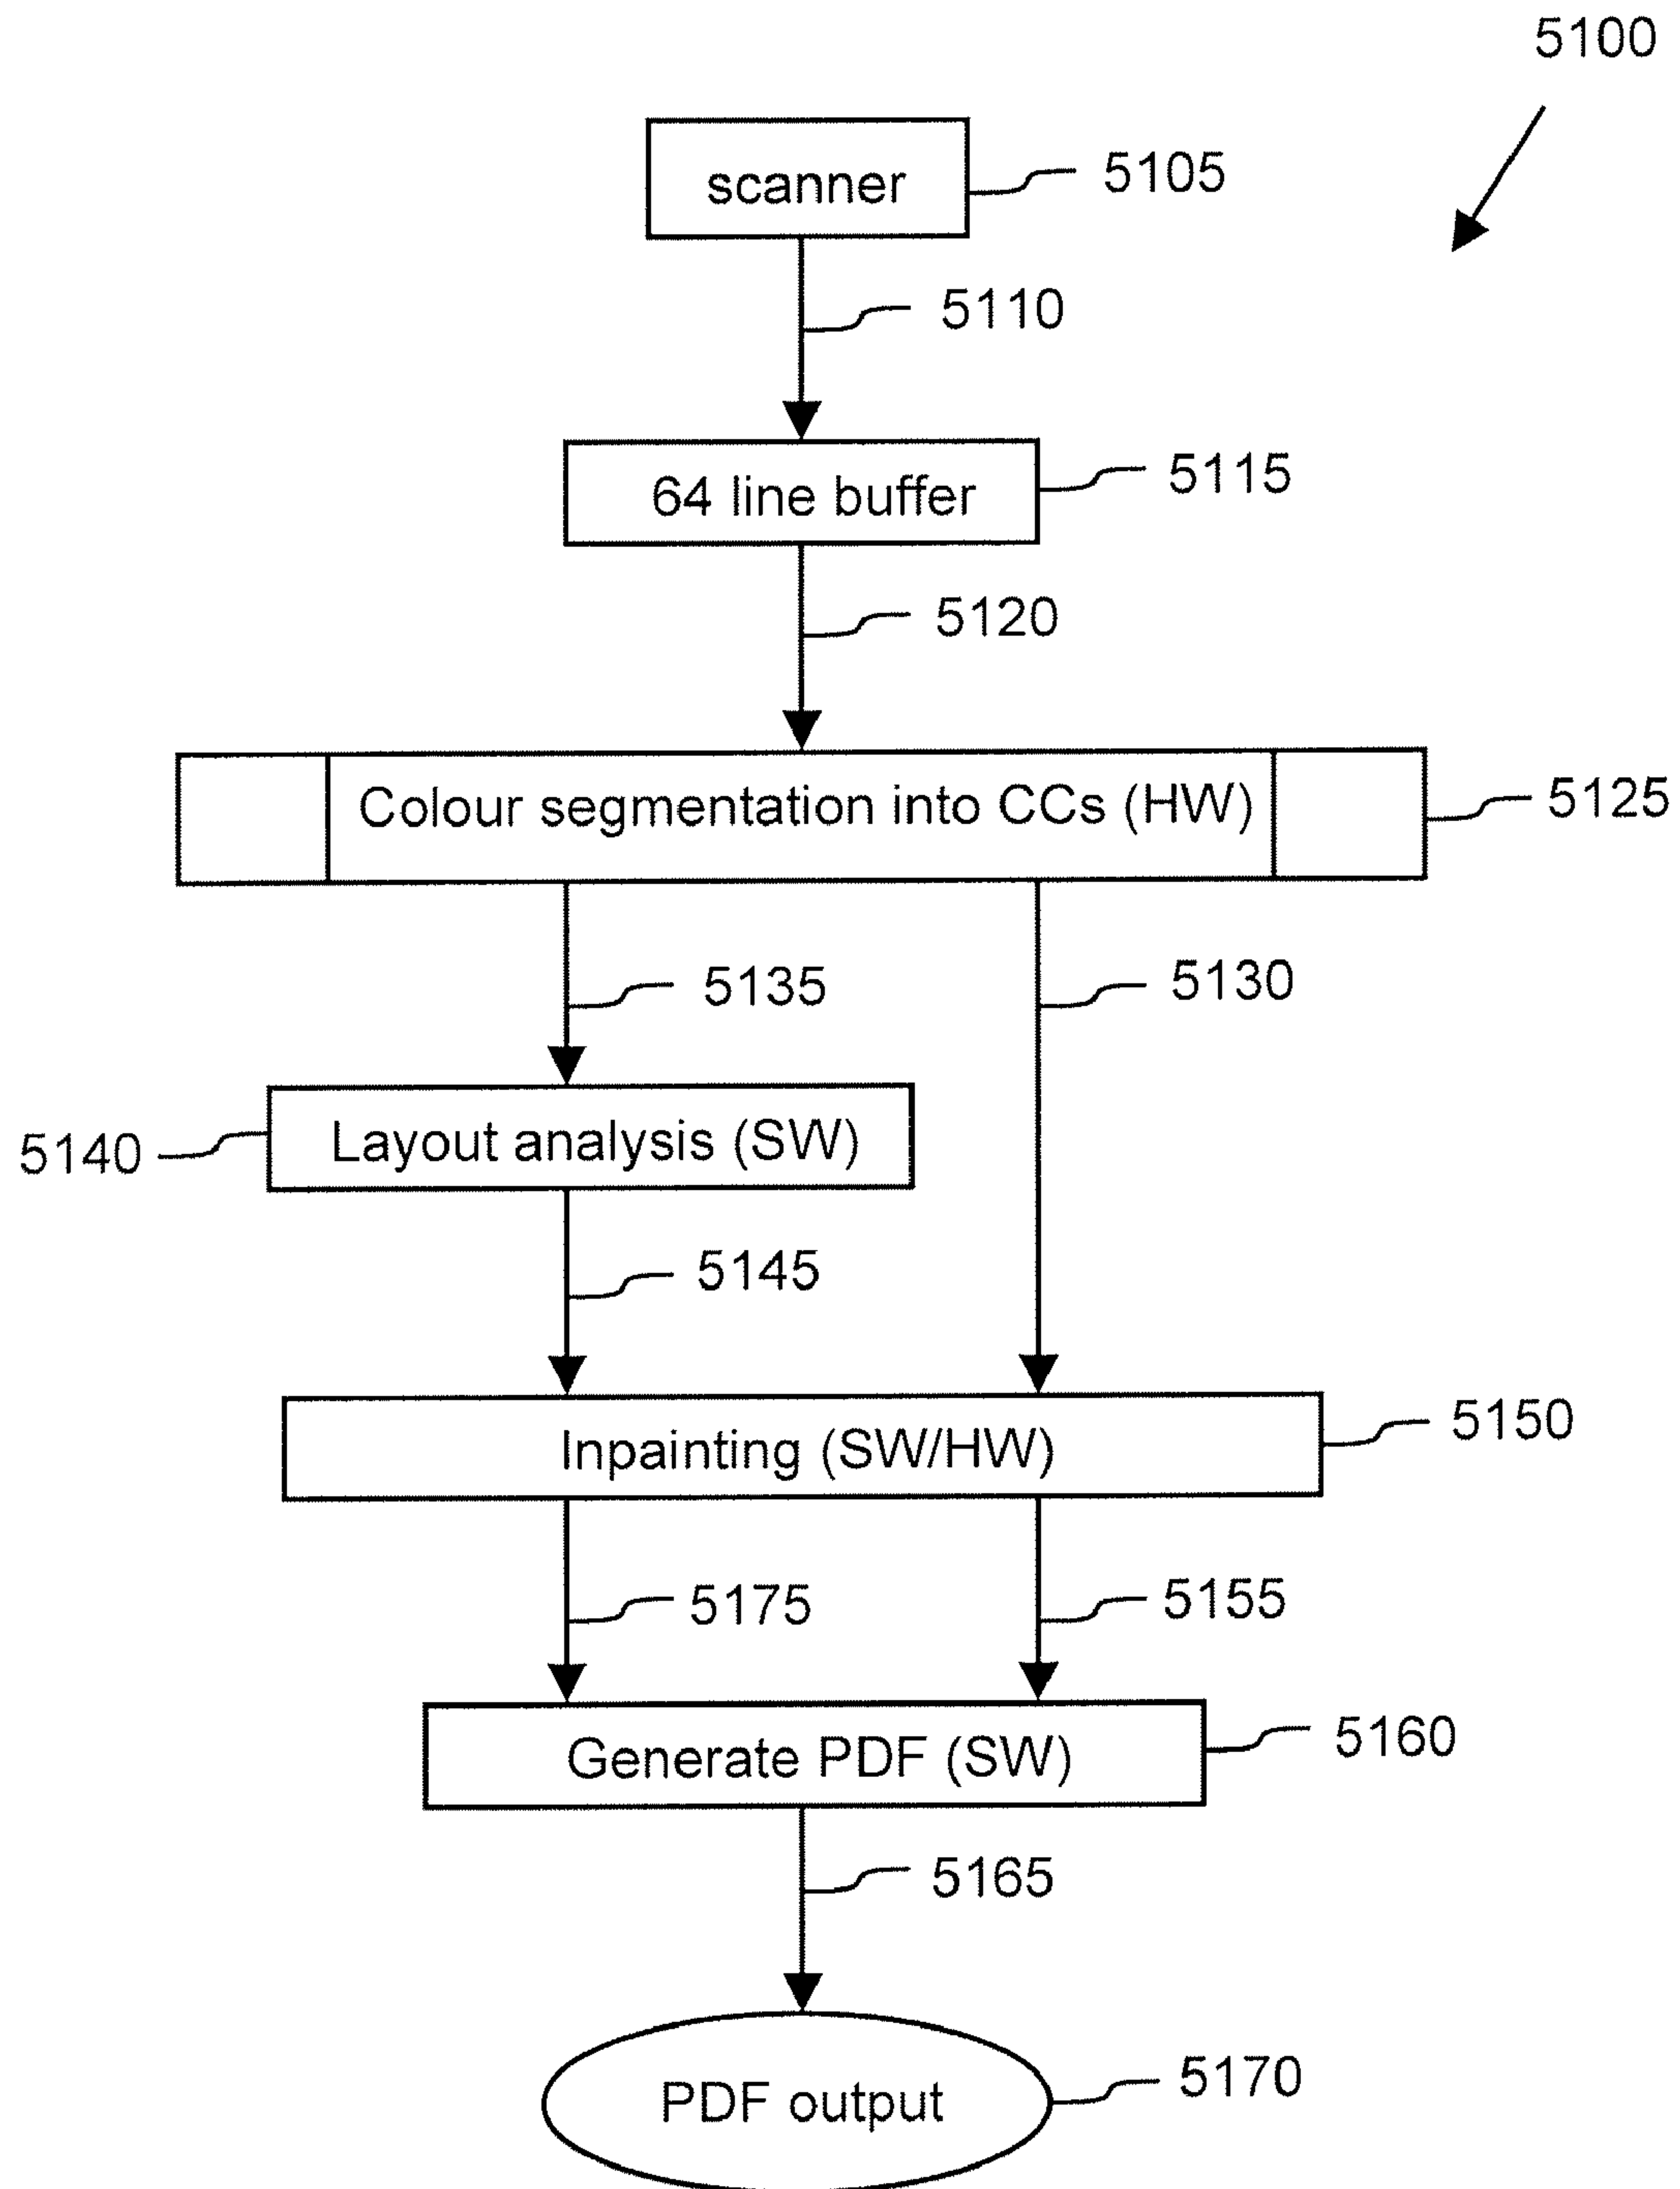 5100
scanner
5105
5110
64 line buffer
5115
5120
Colour segmentation into CCs (HW)
5125
5135
5130
5140
Layout analysis (SW)
5145
Inpainting (SW/HW)
5150
5175
5155
Generate PDF (SW)
5160
5165
PDF output
5170